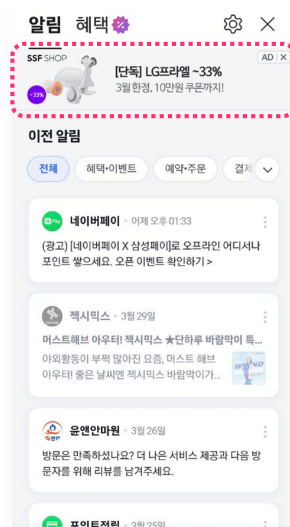 알림 혜택
SSF SHOP
AD X
[단독] LG프라엘 ~33%
3월 한정, 10만원 쿠폰까지!
-33%
이전 알림
전체 혜택•이벤트 예약•주문 결제
N Pay 네이버페이 • 어제 오후 01:33
(광고) [네이버페이 X 삼성페이]로 오프라인 어디서나
포인트 쌓으세요. 오픈 이벤트 확인하기 >
젝시믹스 • 3월 29일
머스트해브 아우터! 젝시믹스 ★단하루 바람막이 특...
야외활동이 부쩍 많아진 요즘, 머스트 해브
아우터! 좋은 날씨엔 젝시믹스 바람막이가...
윤앤안마원 • 3월 26일
방문은 만족하셨나요? 더 나은 서비스 제공과 다음 방
문자를 위해 리뷰를 남겨주세요.
포인트적립 • 3월 25일